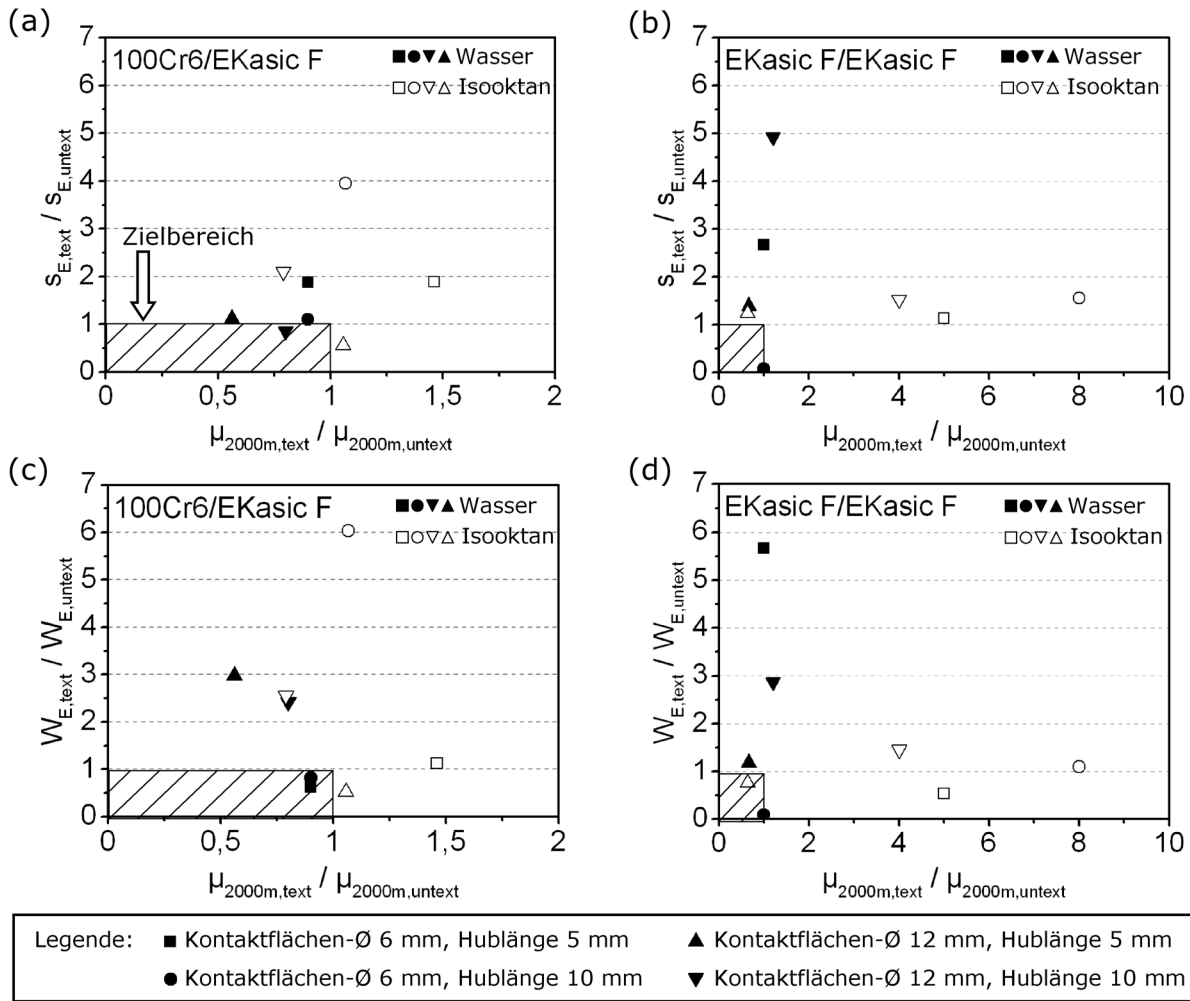 (a)
7
6
5
4
3
2
1
0
s_E,text / s_E,untext
100Cr6/EKasic F
■●▼▲ Wasser
□○▽△ Isooktan
Zielbereich
0 0,5 1 1,5 2
μ_2000m,text / μ_2000m,untext
(b)
7
6
5
4
3
2
1
0
s_E,text / s_E,untext
EKasic F/EKasic F
■●▼▲ Wasser
□○▽△ Isooktan
0 2 4 6 8 10
μ_2000m,text / μ_2000m,untext
(c)
7
6
5
4
3
2
1
0
W_E,text / W_E,untext
100Cr6/EKasic F
■●▼▲ Wasser
□○▽△ Isooktan
0 0,5 1 1,5 2
μ_2000m,text / μ_2000m,untext
(d)
7
6
5
4
3
2
1
0
W_E,text / W_E,untext
EKasic F/EKasic F
■●▼▲ Wasser
□○▽△ Isooktan
0 2 4 6 8 10
μ_2000m,text / μ_2000m,untext
Legende: ■ Kontaktflächen-Ø 6 mm, Hublänge 5 mm ▲ Kontaktflächen-Ø 12 mm, Hublänge 5 mm
● Kontaktflächen-Ø 6 mm, Hublänge 10 mm ▼ Kontaktflächen-Ø 12 mm, Hublänge 10 mm